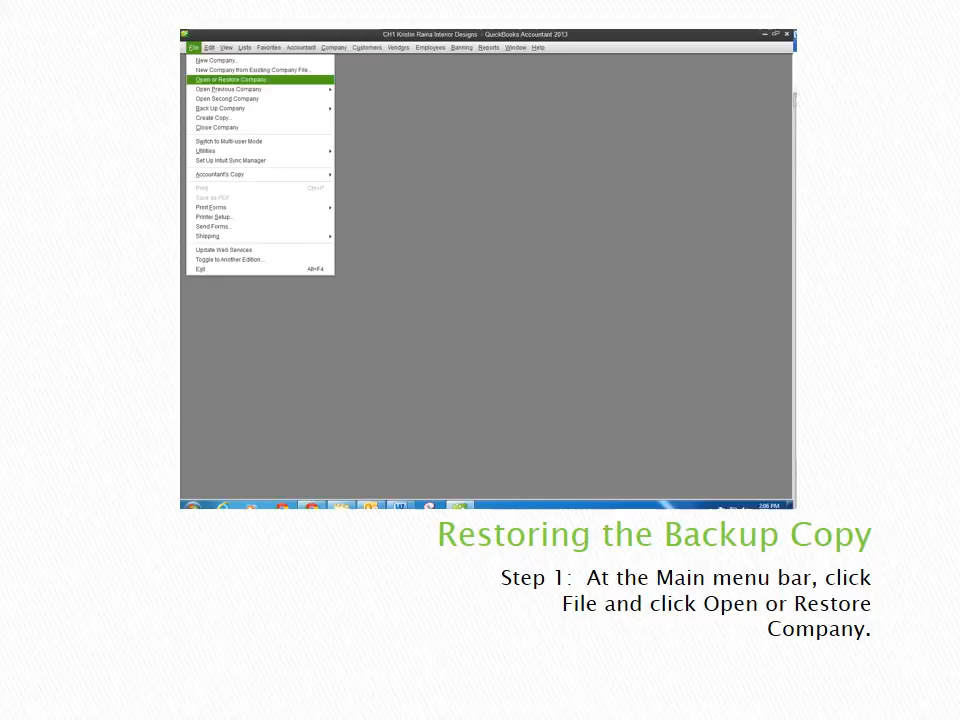 CH1 Kristin Raina Interior Designs - QuickBooks Accountant 2013
File Edit View Lists Favorites Accountant Company Customers Vendors Employees Banking Reports Window Help
New Company...
New Company from Existing Company File...
Open or Restore Company...
Open Previous Company
Open Second Company
Back Up Company
Create Copy...
Close Company
Switch to Multi-user Mode
Utilities
Set Up Intuit Sync Manager
Accountant's Copy
Print Ctrl+P
Save as PDF
Print Forms
Printer Setup...
Send Forms...
Shipping
Update Web Services
Toggle to Another Edition...
Exit Alt+F4
2:06 PM
Restoring the Backup Copy
Step 1: At the Main menu bar, click
File and click Open or Restore
Company.